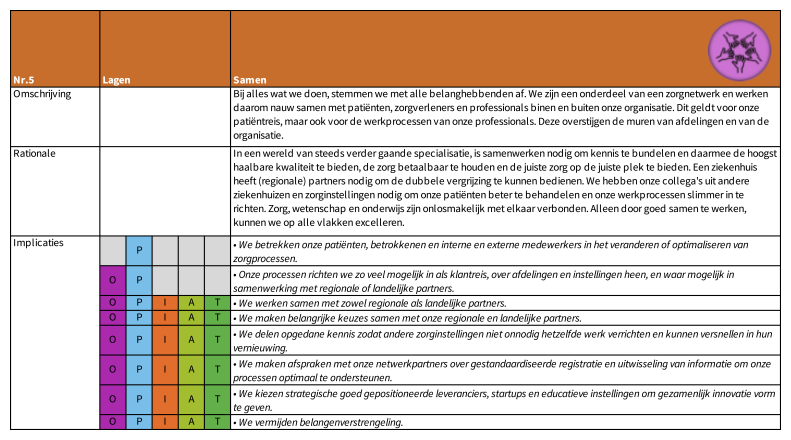 Nr.5 Lagen Samen
Omschrijving
Bij alles wat we doen, stemmen we met alle belanghebbenden af. We zijn een onderdeel van een zorgnetwerk en werken
daarom nauw samen met patiënten, zorgverleners en professionals binen en buiten onze organisatie. Dit geldt voor onze
patiëntreis, maar ook voor de werkprocessen van onze professionals. Deze overstijgen de muren van afdelingen en van de
organisatie.
Rationale
In een wereld van steeds verder gaande specialisatie, is samenwerken nodig om kennis te bundelen en daarmee de hoogst
haalbare kwaliteit te bieden, de zorg betaalbaar te houden en de juiste zorg op de juiste plek te bieden. Een ziekenhuis
heeft (regionale) partners nodig om de dubbele vergrijzing te kunnen bedienen. We hebben onze collega's uit andere
ziekenhuizen en zorginstellingen nodig om onze patiënten beter te behandelen en onze werkprocessen slimmer in te
richten. Zorg, wetenschap en onderwijs zijn onlosmakelijk met elkaar verbonden. Alleen door goed samen te werken,
kunnen we op alle vlakken excelleren.
Implicaties
P
• We betrekken onze patiënten, betrokkenen en interne en externe medewerkers in het veranderen of optimaliseren van
zorgprocessen.
O P
• Onze processen richten we zo veel mogelijk in als klantreis, over afdelingen en instellingen heen, en waar mogelijk in
samenwerking met regionale of landelijke partners.
O P I A T • We werken samen met zowel regionale als landelijke partners.
O P I A T • We maken belangrijke keuzes samen met onze regionale en landelijke partners.
O P I A T
• We delen opgedane kennis zodat andere zorginstellingen niet onnodig hetzelfde werk verrichten en kunnen versnellen in hun
vernieuwing.
O P I A T
• We maken afspraken met onze netwerkpartners over gestandaardiseerde registratie en uitwisseling van informatie om onze
processen optimaal te ondersteunen.
O P I A T
• We kiezen strategische goed gepositioneerde leveranciers, startups en educatieve instellingen om gezamenlijk innovatie vorm
te geven.
O P I A T • We vermijden belangenverstrengeling.